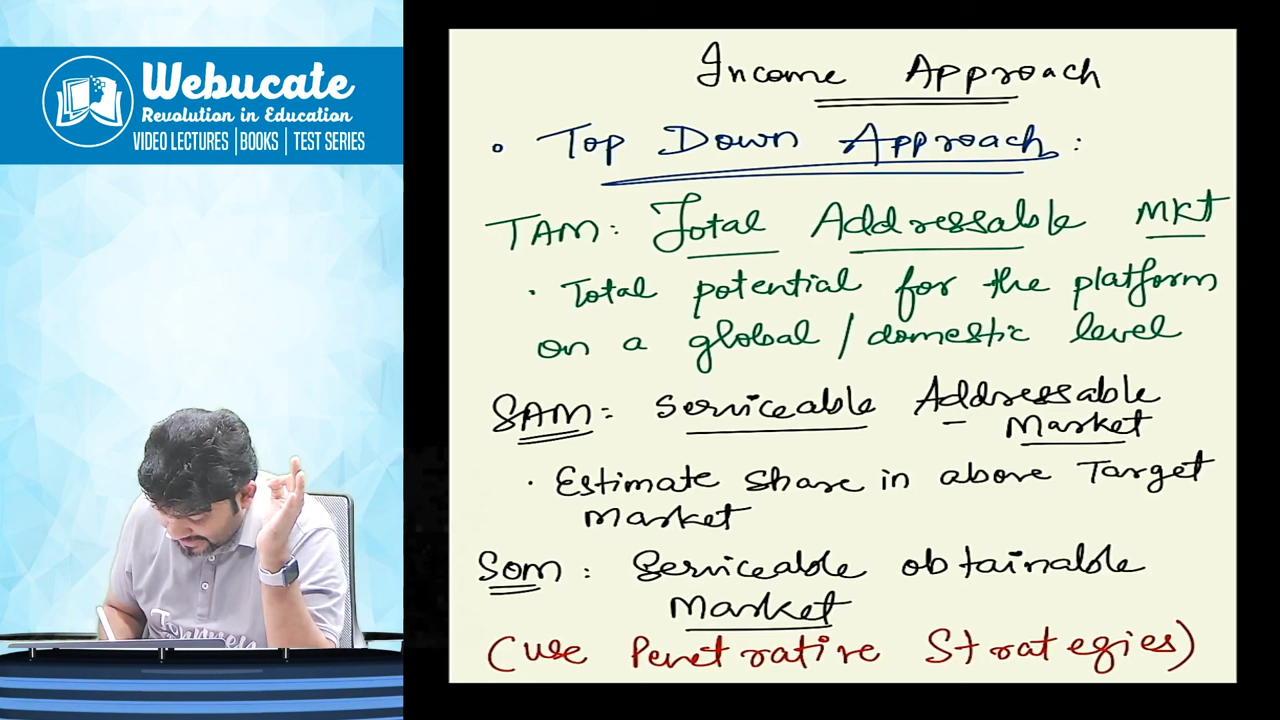 Webucate
Revolution in Education
VIDEO LECTURES | BOOKS | TEST SERIES
Income Approach
• Top Down Approach :
TAM : Total Addressable MKT
• Total potential for the platform
on a global / domestic level
SAM : Serviceable Addressable
Market
• Estimate share in above Target
Market
SOM : Serviceable obtainable
Market
(use Penetrative Strategies)